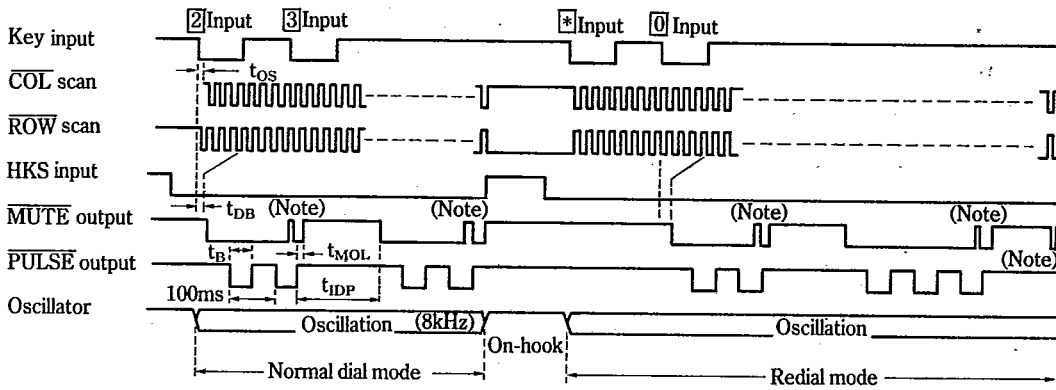 2 Input 3 Input * Input 0 Input
Key input
tOS
COL scan
ROW scan
HKS input
tDB (Note) (Note) (Note) (Note)
MUTE output
tB tMOL (Note)
PULSE output
100ms tIDP
Oscillator Oscillation (8kHz) On-hook Oscillation
Normal dial mode Redial mode